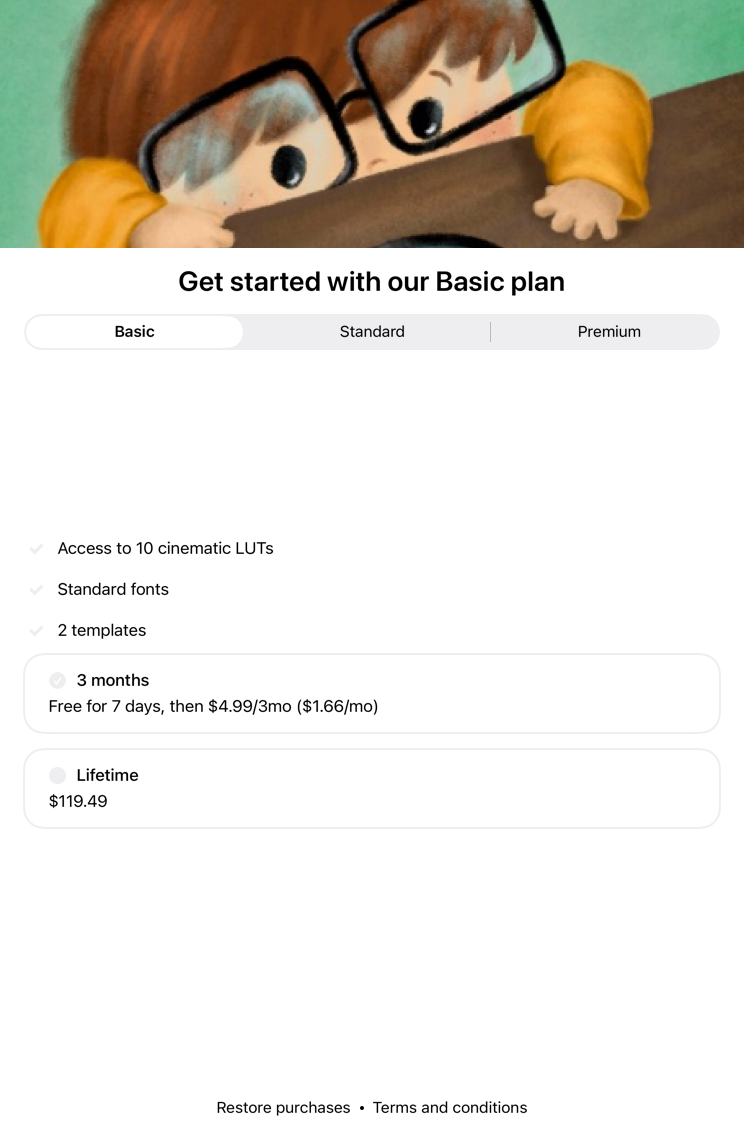 Get started with our Basic plan
Basic
Standard
Premium
Access to 10 cinematic LUTs
Standard fonts
2 templates
3 months
Free for 7 days, then $4.99/3mo ($1.66/mo)
Lifetime
$119.49
Restore purchases • Terms and conditions